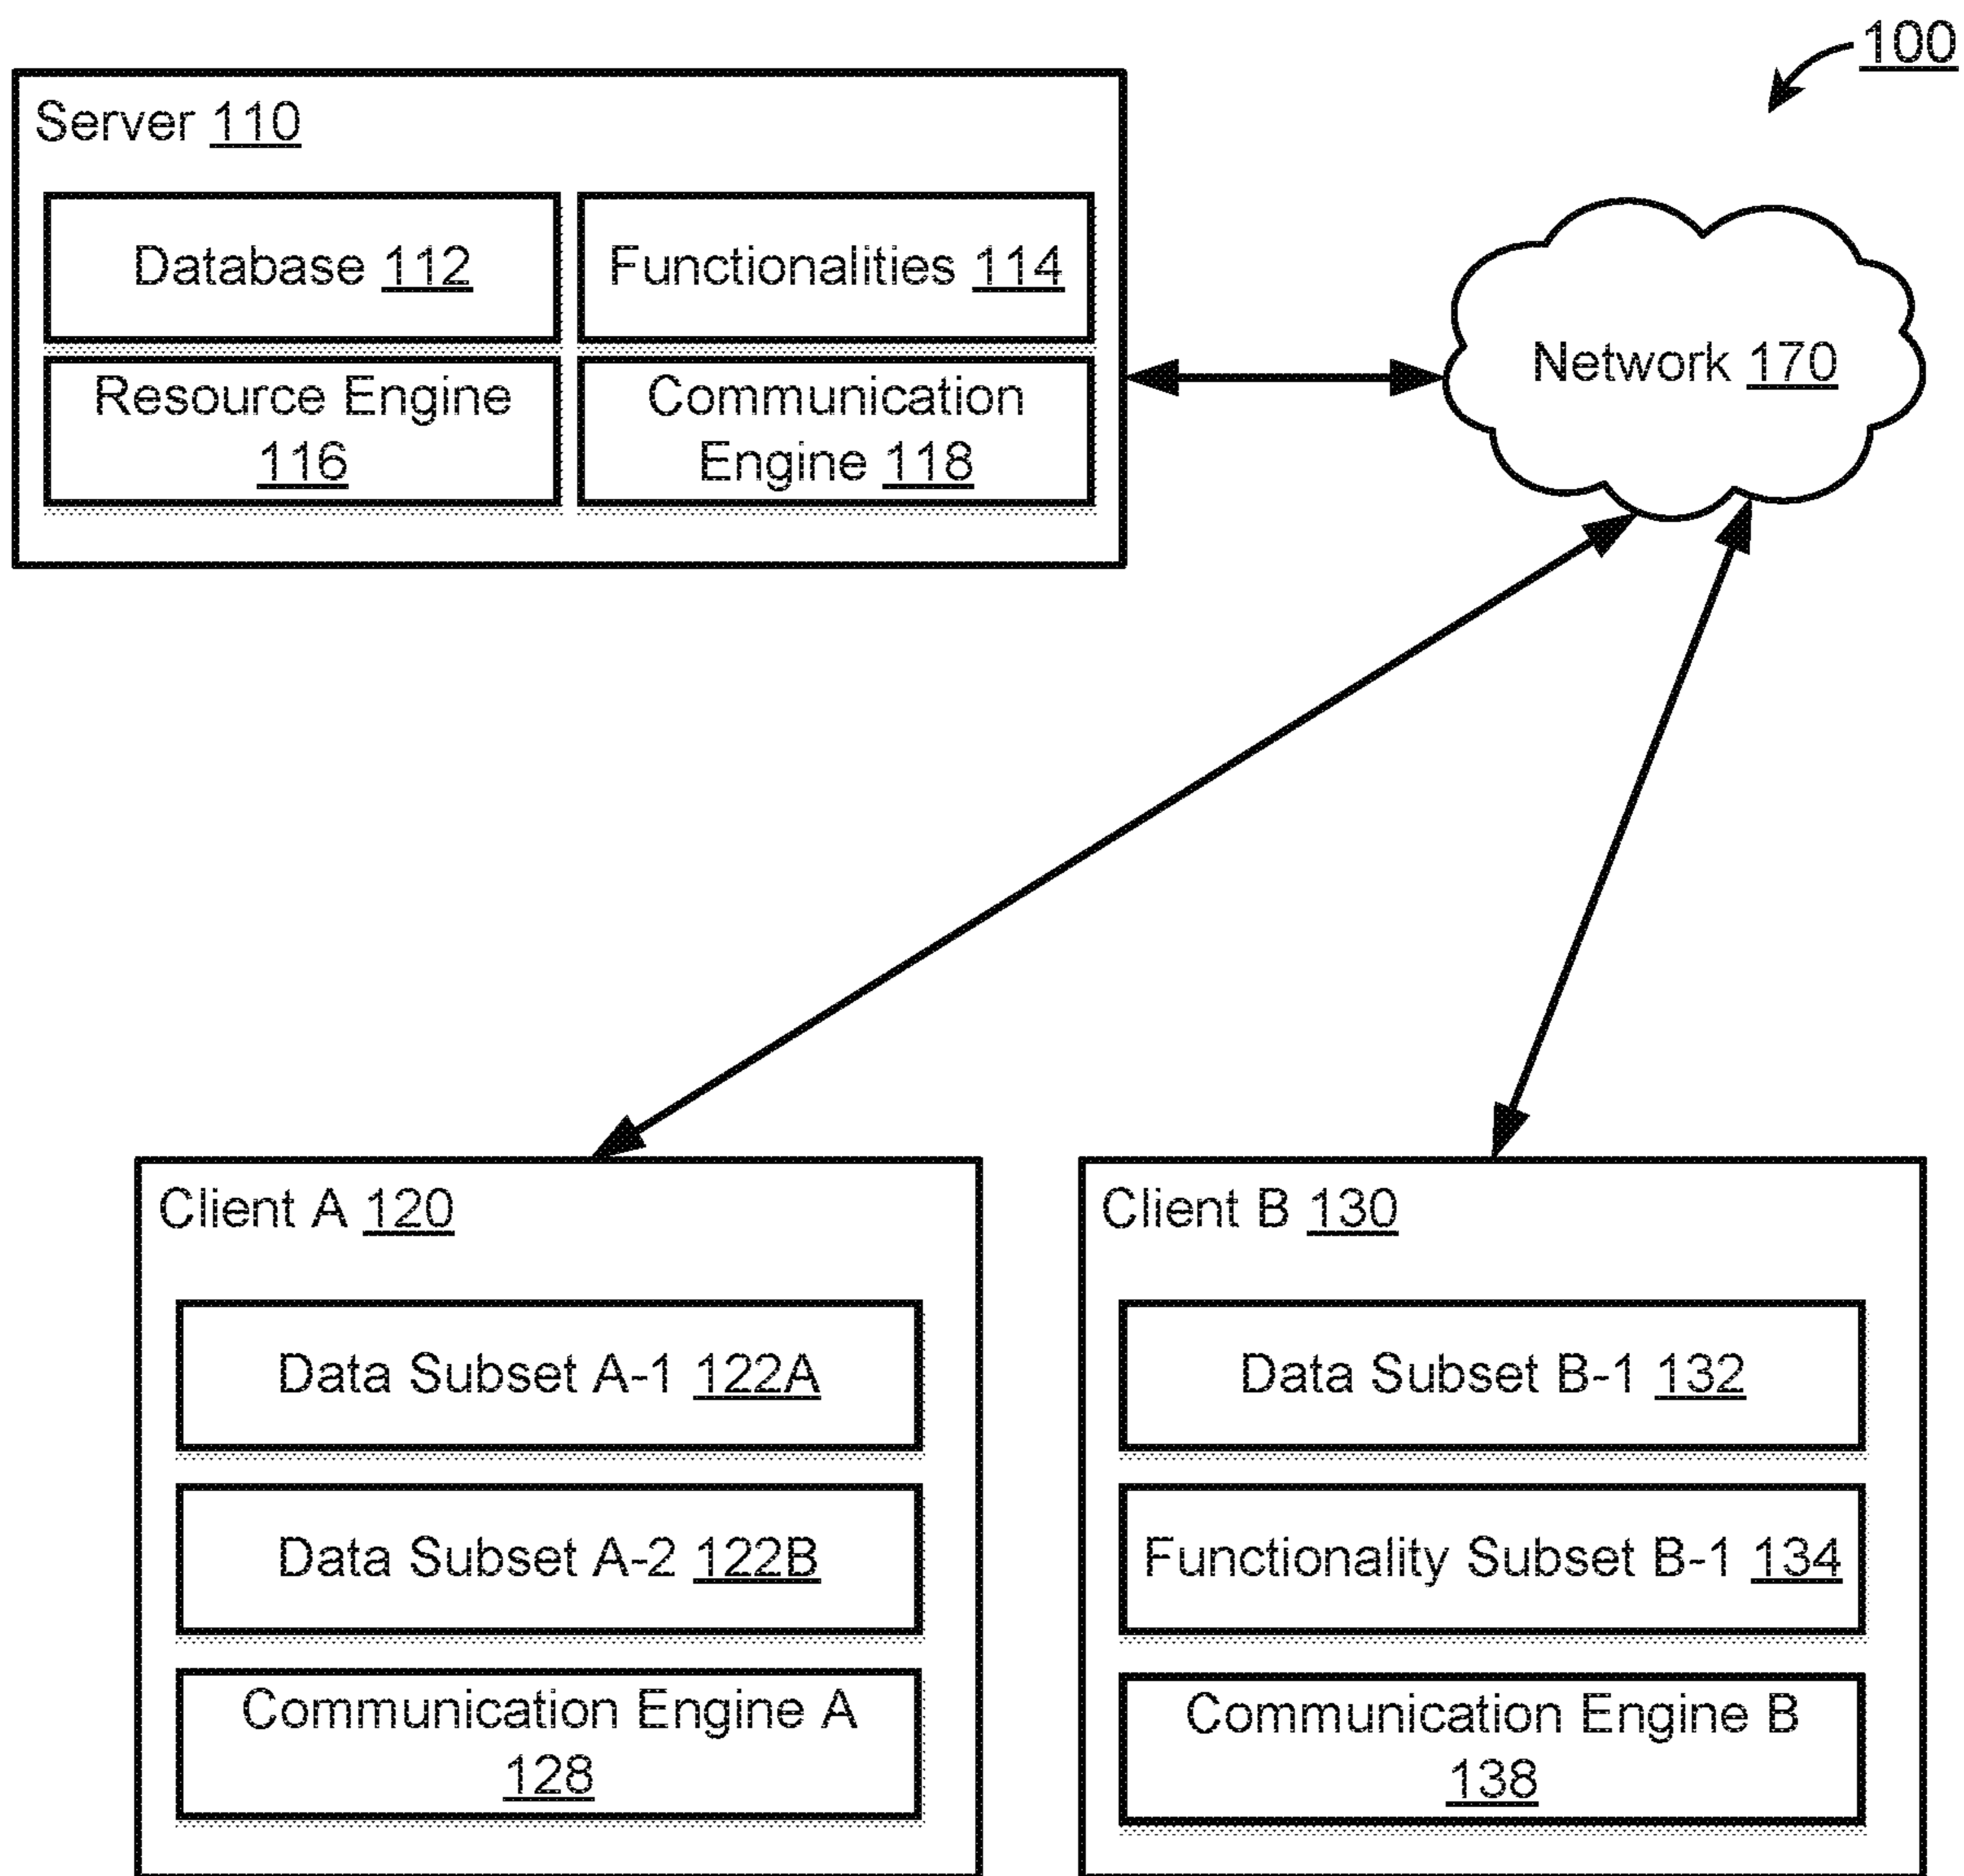 100
Server 110
Database 112
Functionalities 114
Resource Engine
116
Communication
Engine 118
Network 170
Client A 120
Data Subset A-1 122A
Data Subset A-2 122B
Communication Engine A
128
Client B 130
Data Subset B-1 132
Functionality Subset B-1 134
Communication Engine B
138